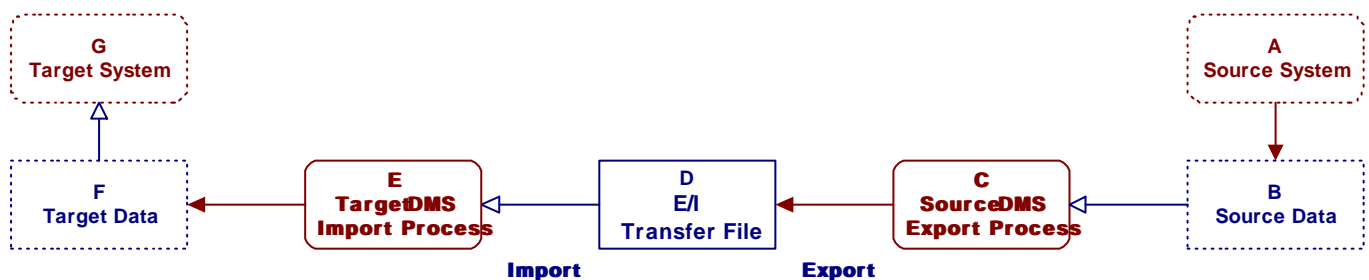 G
Target System
A
Source System
F
Target Data
E
TargetDMS
Import Process
D
E/I
Transfer File
C
SourceDMS
Export Process
B
Source Data
Import
Export